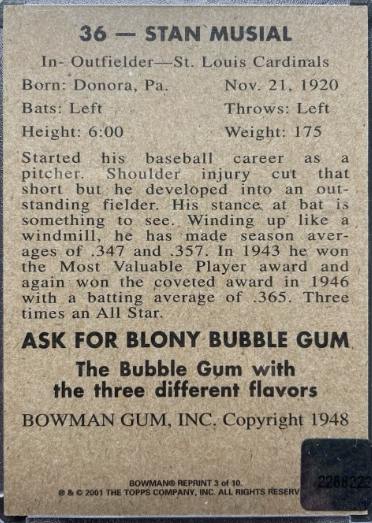 36 — STAN MUSIAL
In- Outfielder—St. Louis Cardinals
Born: Donora, Pa. Nov. 21, 1920
Bats: Left Throws: Left
Height: 6:00 Weight: 175
Started his baseball career as a
pitcher. Shoulder injury cut that
short but he developed into an out-
standing fielder. His stance at bat is
something to see. Winding up like a
windmill, he has made season aver-
ages of .347 and .357. In 1943 he won
the Most Valuable Player award and
again won the coveted award in 1946
with a batting average of .365. Three
times an All Star.
ASK FOR BLONY BUBBLE GUM
The Bubble Gum with
the three different flavors
BOWMAN GUM, INC. Copyright 1948
BOWMAN® REPRINT 3 of 10.
® & © 2001 THE TOPPS COMPANY, INC. ALL RIGHTS RESERV